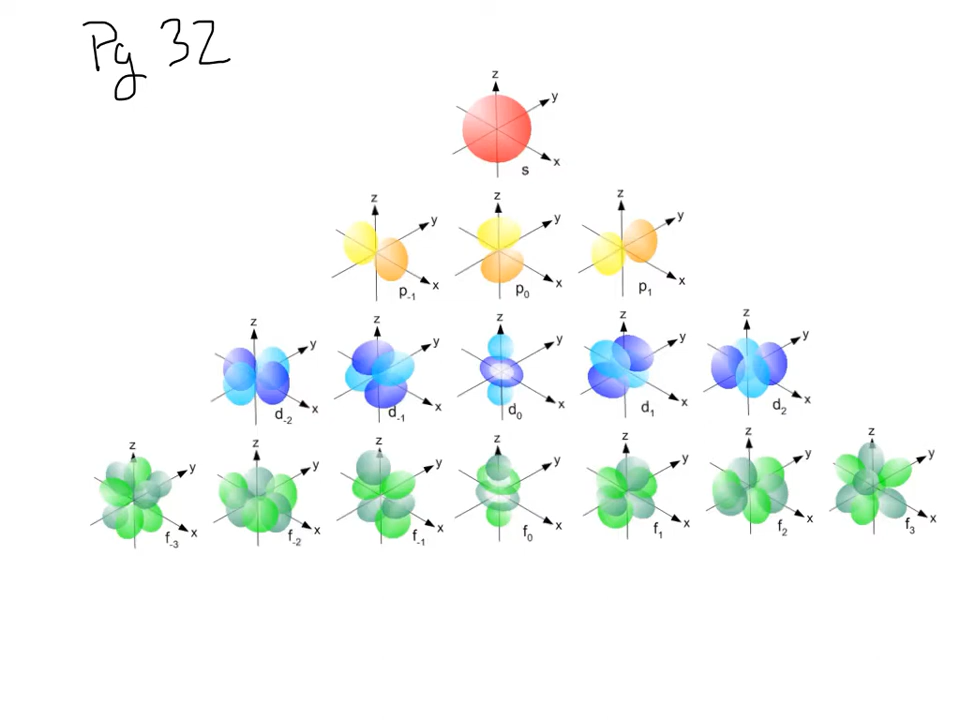 Pg 32
z y x s
z y x p-1 z y x p0 z y x p1
z y x d-2 z y x d-1 z y x d0 z y x d1 z y x d2
z y x f-3 z y x f-2 z y x f-1 z y x f0 z y x f1 z y x f2 z y x f3